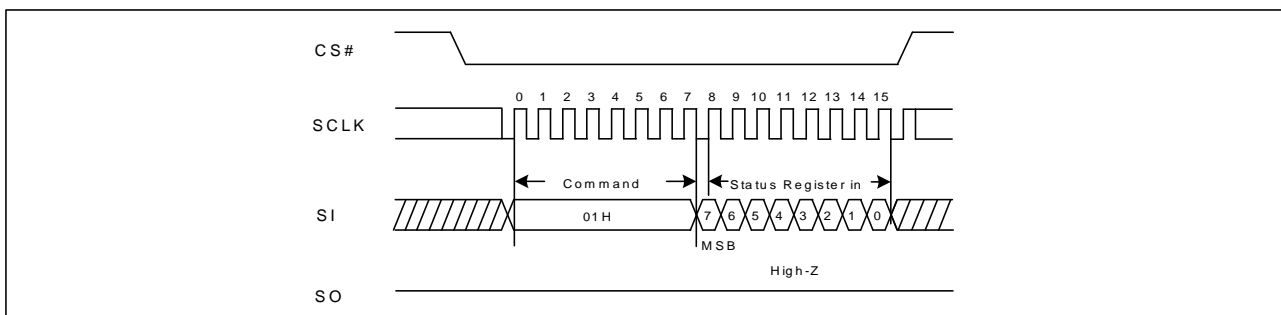 CS#
0 1 2 3 4 5 6 7 8 9 10 11 12 13 14 15
SCLK
Command Status Register in
SI 01H 7 6 5 4 3 2 1 0
MSB
High-Z
SO